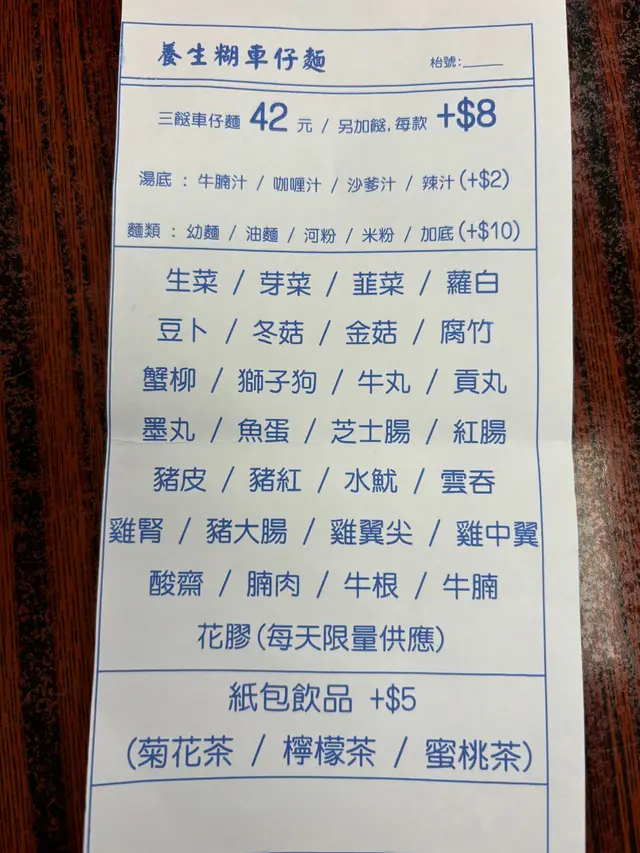 養生糊車仔麵 枱號:_____
三餸車仔麵 42 元 / 另加餸, 每款 +$8
湯底 : 牛腩汁 / 咖喱汁 / 沙爹汁 / 辣汁 (+$2)
麵類 : 幼麵 / 油麵 / 河粉 / 米粉 / 加底 (+$10)
生菜 / 芽菜 / 韮菜 / 蘿白
豆卜 / 冬菇 / 金菇 / 腐竹
蟹柳 / 獅子狗 / 牛丸 / 貢丸
墨丸 / 魚蛋 / 芝士腸 / 紅腸
豬皮 / 豬紅 / 水魷 / 雲吞
雞腎 / 豬大腸 / 雞翼尖 / 雞中翼
酸齋 / 腩肉 / 牛根 / 牛腩
花膠 (每天限量供應)
紙包飲品 +$5
(菊花茶 / 檸檬茶 / 蜜桃茶)